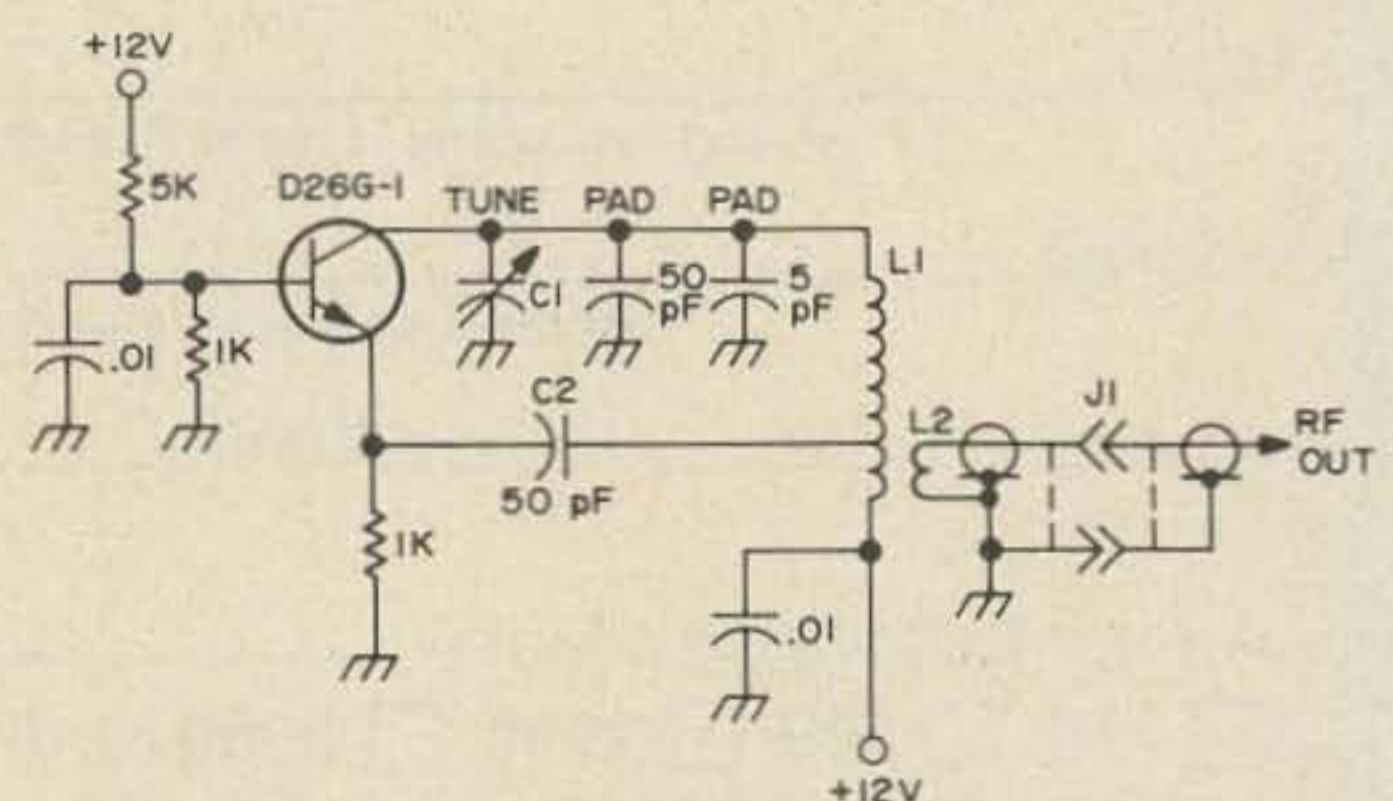 +12V
5K
D26G-1
TUNE
PAD
PAD
C1
50 pF
5 pF
L1
.01
1K
C2
50 pF
1K
L2
J1
RF OUT
.01
+12V